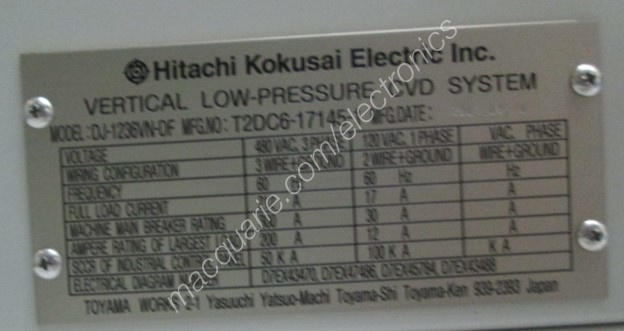 Hitachi Kokusai Electric Inc.
VERTICAL LOW-PRESSURE CVD SYSTEM
MODEL:DJ-1236VN-DF MFG.NO: T2DC6-17145 MFG.DATE:
VOLTAGE 480 VAC, 3 PHASE 120 VAC, 1 PHASE VAC, PHASE
WIRING CONFIGURATION 3 WIRE+GROUND 2 WIRE+GROUND WIRE+GROUND
FREQUENCY 60 60 Hz Hz
FULL LOAD CURRENT A 17 A A
MACHINE MAIN BREAKER RATING A 30 A A
AMPERE RATING OF LARGEST 200 A 12 A A
SCCR OF INDUSTRIAL CONTROL 50 K A 100 K A K A
ELECTRICAL DIAGRAM NUMBER D7EX43470, D7EX47486, D7EX45784, D7EX43488
TOYAMA WORKS 2-1 Yasuuchi Yatsuo-Machi Toyama-Shi Toyama-Ken 939-2393 Japan
macquarie.com/electronics